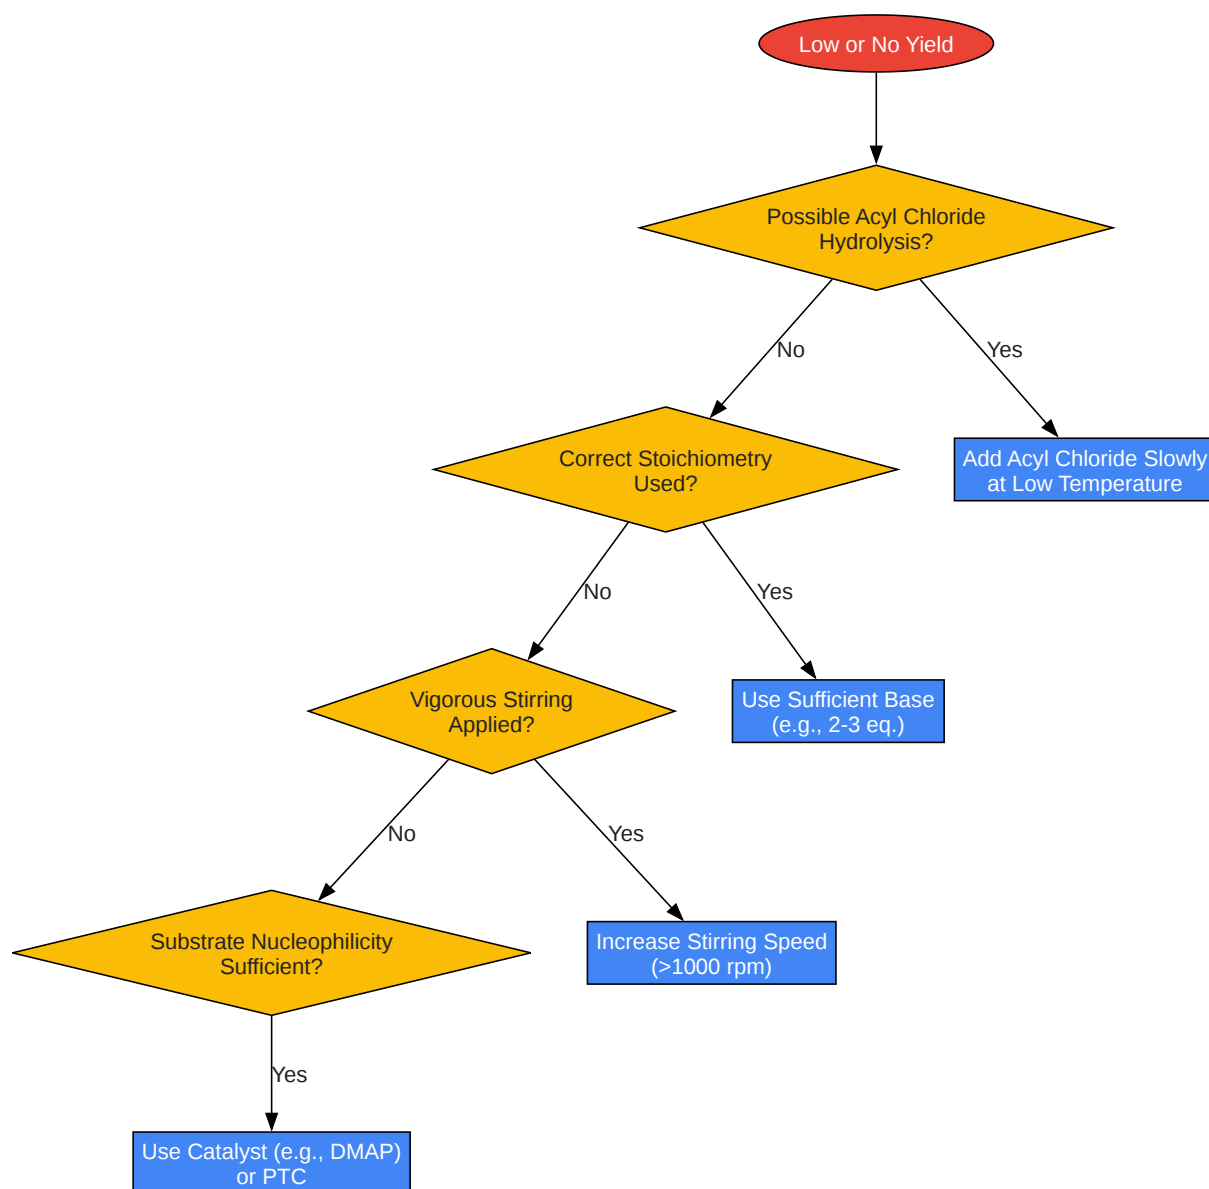 Low or No Yield
Possible Acyl Chloride
Hydrolysis?
No
Yes
Correct Stoichiometry
Used?
Add Acyl Chloride Slowly
at Low Temperature
No
Yes
Vigorous Stirring
Applied?
Use Sufficient Base
(e.g., 2-3 eq.)
No
Yes
Substrate Nucleophilicity
Sufficient?
Increase Stirring Speed
(>1000 rpm)
Yes
Use Catalyst (e.g., DMAP)
or PTC